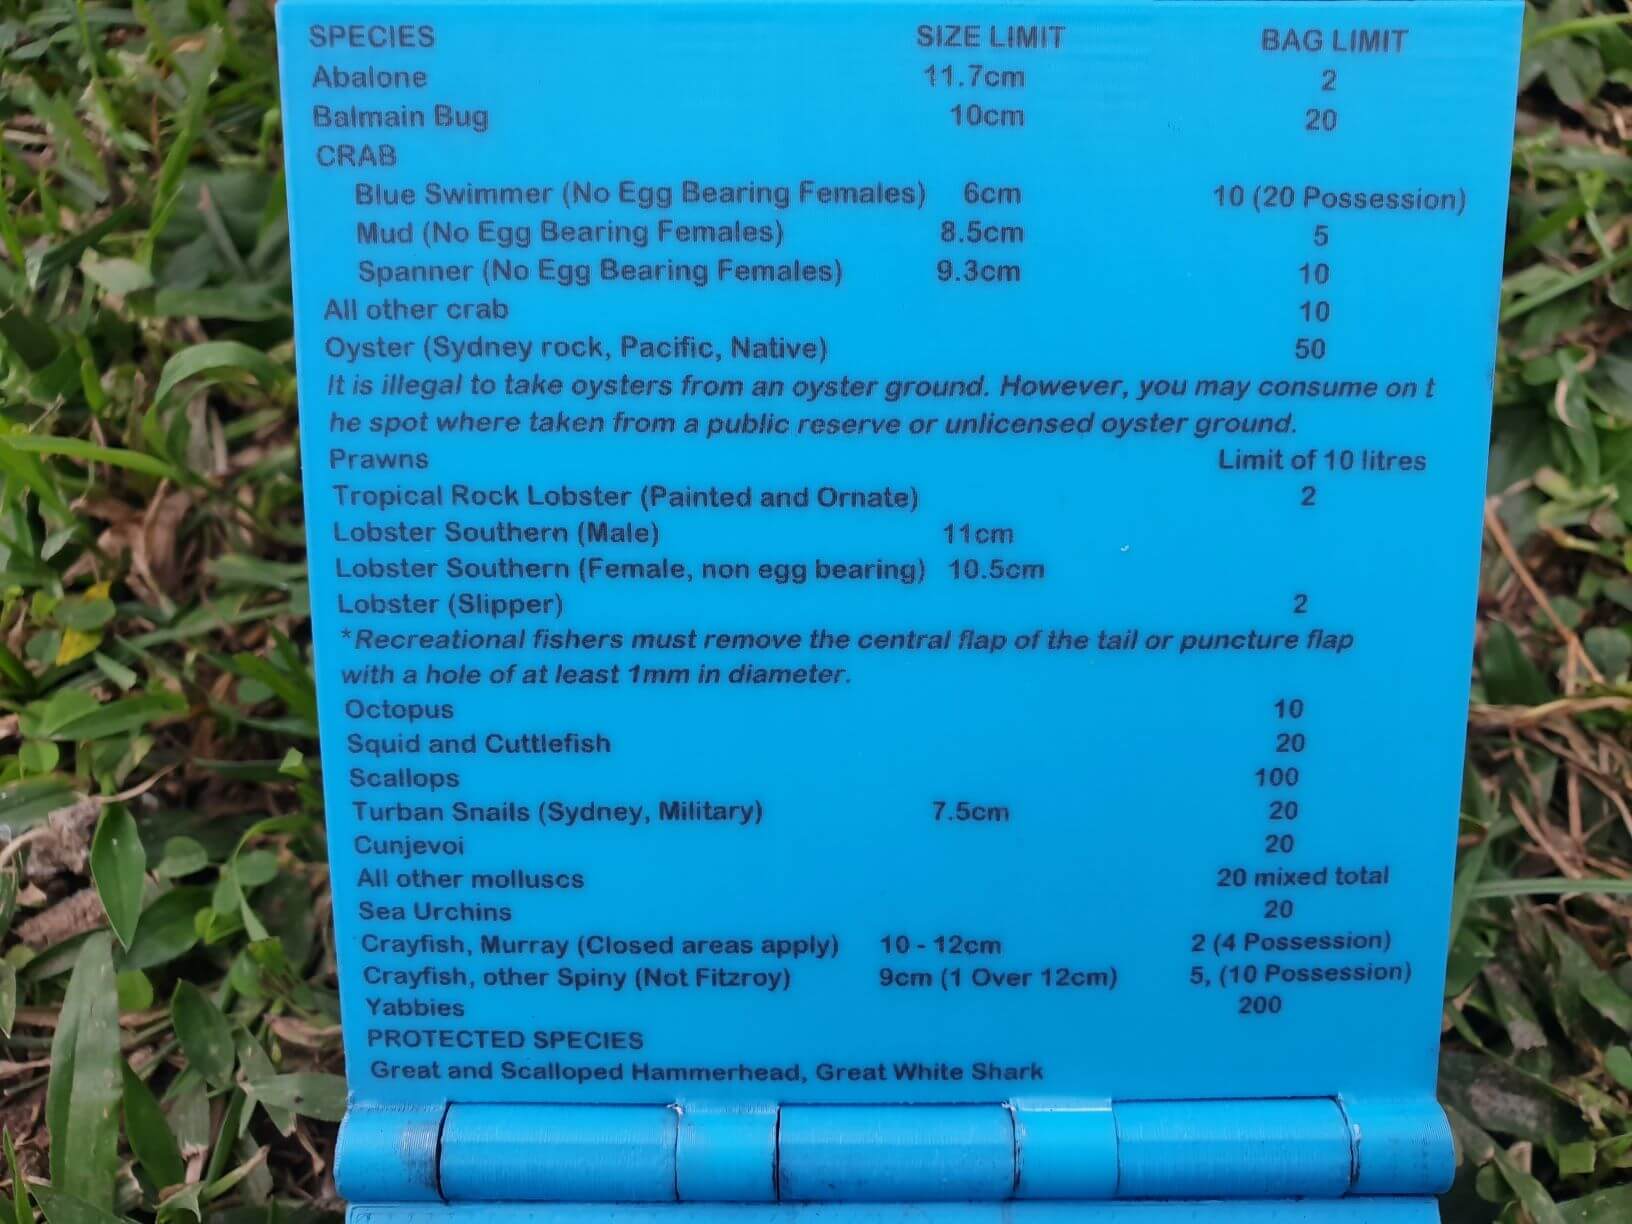 SPECIES SIZE LIMIT BAG LIMIT
Abalone 11.7cm 2
Balmain Bug 10cm 20
CRAB
Blue Swimmer (No Egg Bearing Females) 6cm 10 (20 Possession)
Mud (No Egg Bearing Females) 8.5cm 5
Spanner (No Egg Bearing Females) 9.3cm 10
All other crab 10
Oyster (Sydney rock, Pacific, Native) 50
It is illegal to take oysters from an oyster ground. However, you may consume on t
he spot where taken from a public reserve or unlicensed oyster ground.
Prawns Limit of 10 litres
Tropical Rock Lobster (Painted and Ornate) 2
Lobster Southern (Male) 11cm
Lobster Southern (Female, non egg bearing) 10.5cm
Lobster (Slipper) 2
*Recreational fishers must remove the central flap of the tail or puncture flap
with a hole of at least 1mm in diameter.
Octopus 10
Squid and Cuttlefish 20
Scallops 100
Turban Snails (Sydney, Military) 7.5cm 20
Cunjevoi 20
All other molluscs 20 mixed total
Sea Urchins 20
Crayfish, Murray (Closed areas apply) 10 - 12cm 2 (4 Possession)
Crayfish, other Spiny (Not Fitzroy) 9cm (1 Over 12cm) 5, (10 Possession)
Yabbies 200
PROTECTED SPECIES
Great and Scalloped Hammerhead, Great White Shark